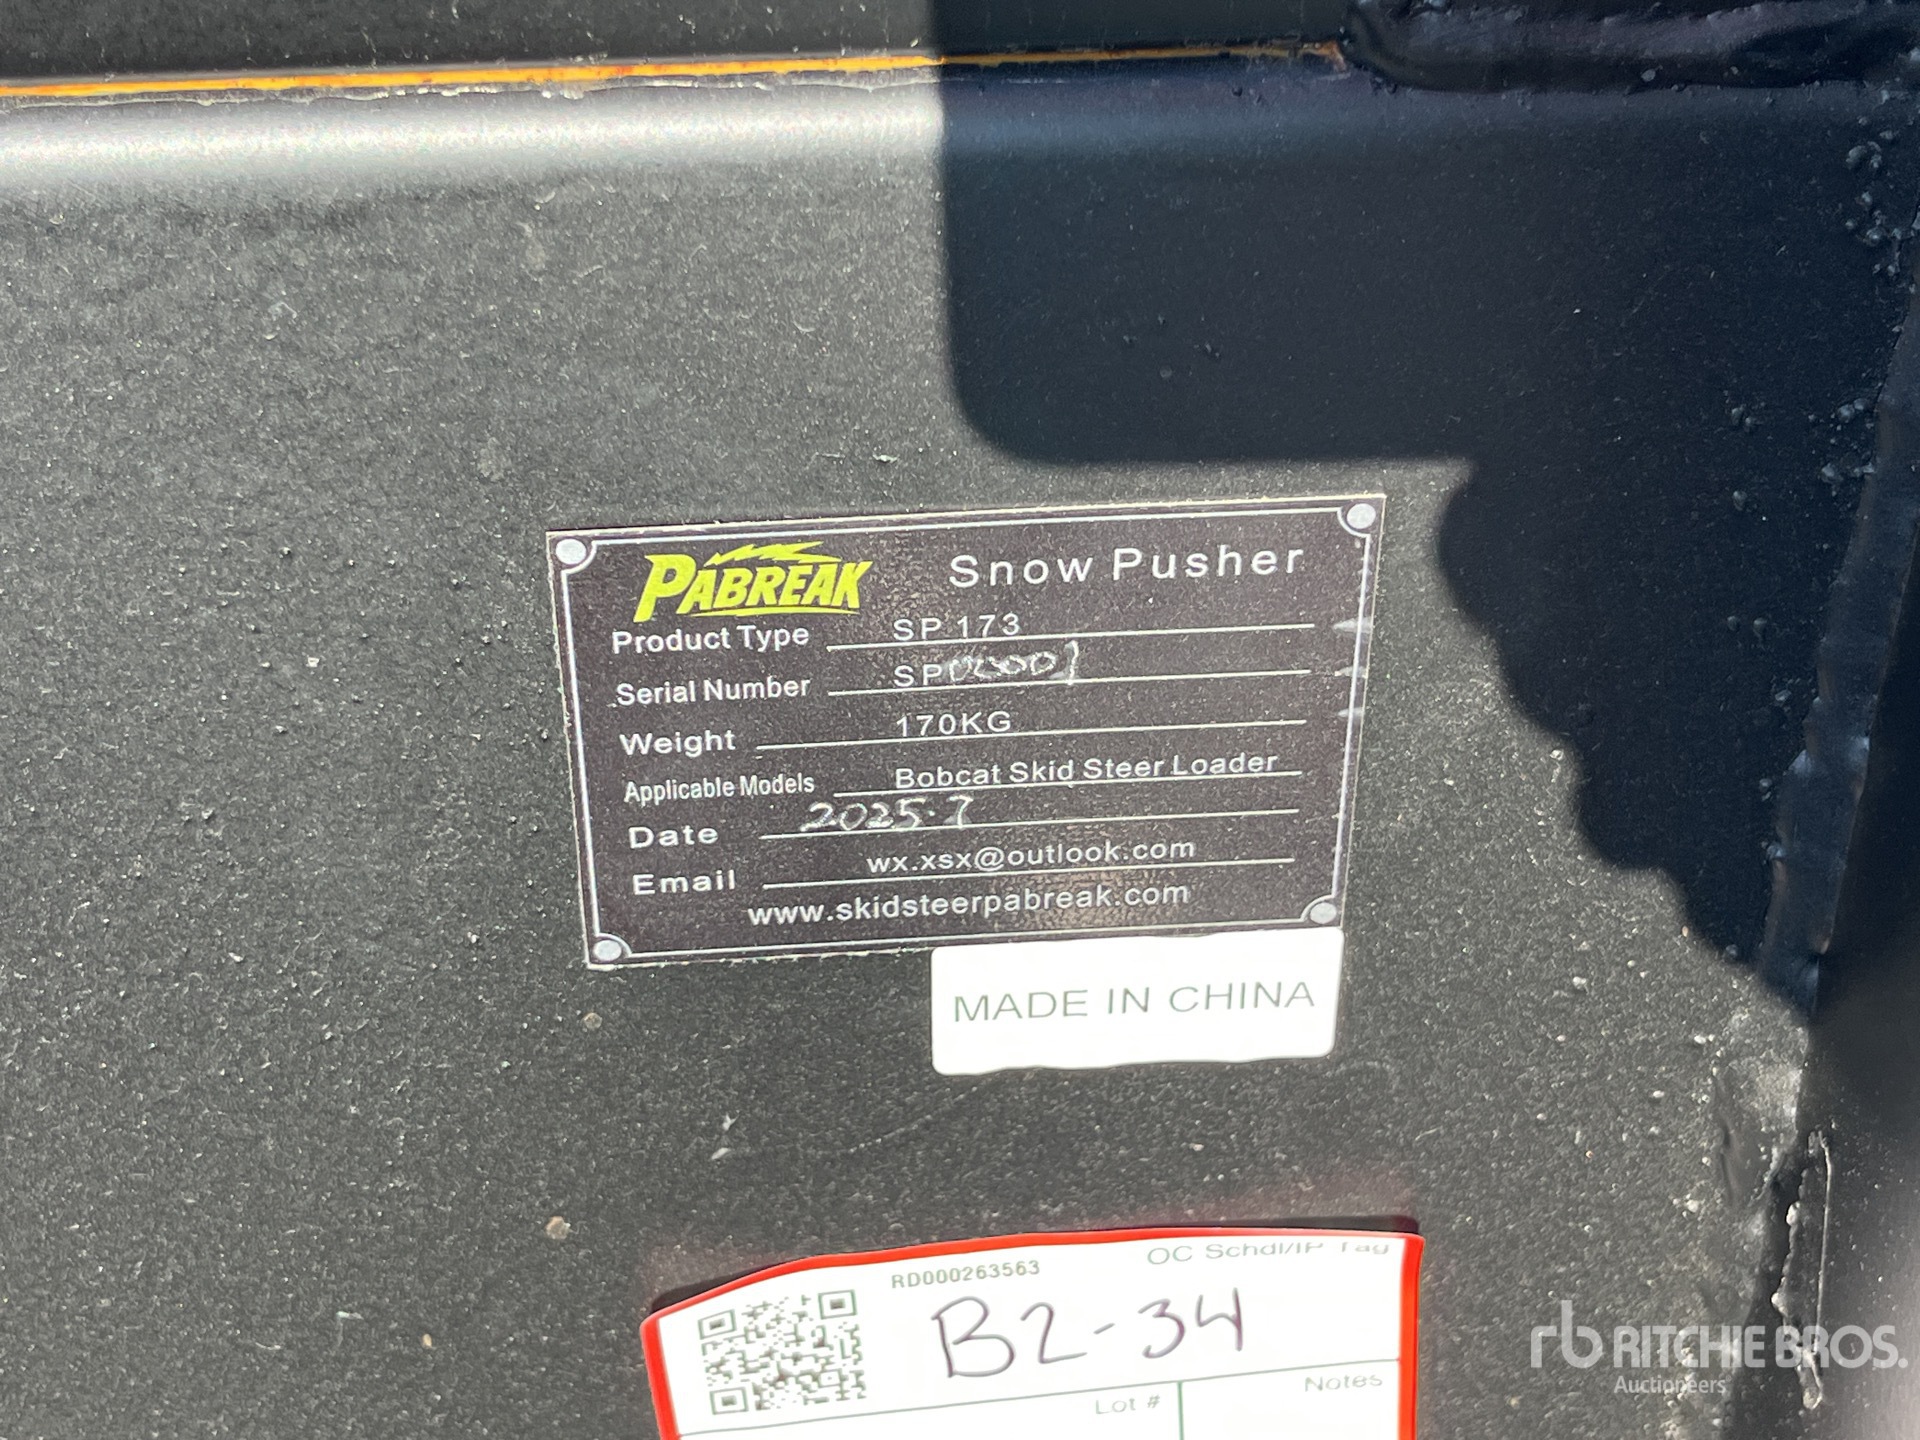 PABREAK Snow Pusher
Product Type SP 173
Serial Number
Weight 170KG
Applicable Models Bobcat Skid Steer Loader
Date 2025.7
Email wx.xsx@outlook.com
www.skidsteerpabreak.com
MADE IN CHINA
OC Schdl/IP Tag
RD000263563
B2-34
Lot #
Notes
rb RITCHIE BROS.
Auctioneers